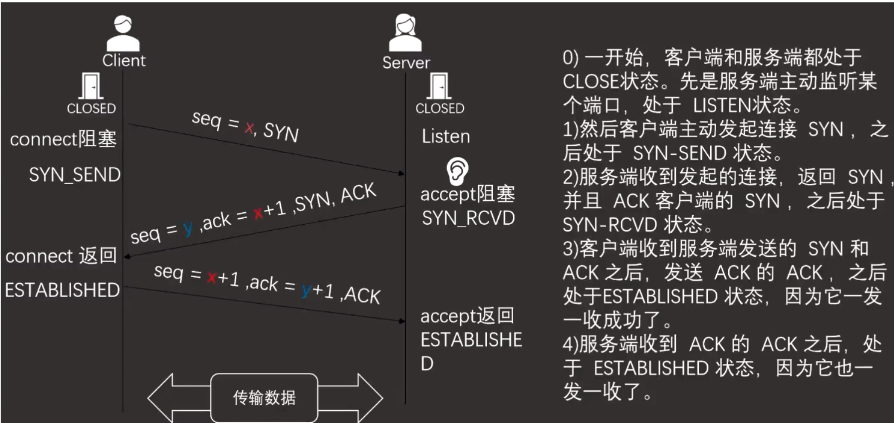 Client
Server
CLOSED
CLOSED
connect阻塞
seq = x, SYN
Listen
SYN_SEND
accept阻塞
SYN_RCVD
seq = y ,ack = x+1 ,SYN, ACK
connect 返回
ESTABLISHED
seq = x+1 ,ack = y+1 ,ACK
accept返回
ESTABLISHE
D
传输数据
0) 一开始，客户端和服务端都处于
CLOSE状态。先是服务端主动监听某
个端口，处于 LISTEN状态。
1)然后客户端主动发起连接 SYN ，之
后处于 SYN-SEND 状态。
2)服务端收到发起的连接，返回 SYN，
并且 ACK 客户端的 SYN ，之后处于
SYN-RCVD 状态。
3)客户端收到服务端发送的 SYN 和
ACK 之后，发送 ACK 的 ACK ，之后
处于ESTABLISHED 状态，因为它一发
一收成功了。
4)服务端收到 ACK 的 ACK 之后，处
于 ESTABLISHED 状态，因为它也一
发一收了。